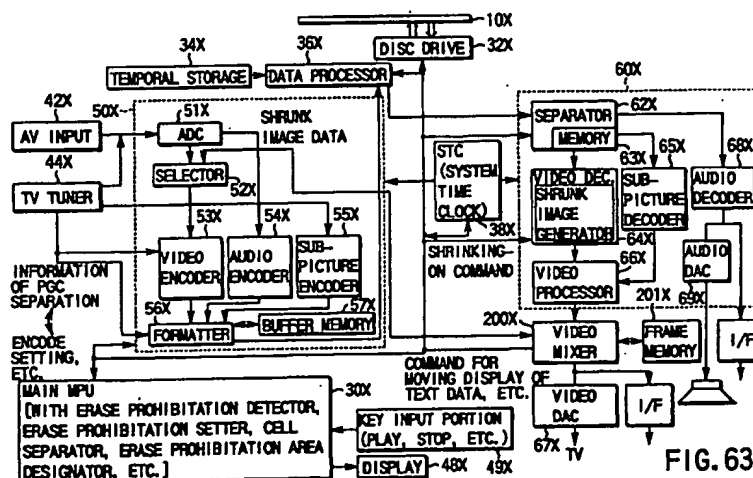 10X
34X
36X
DISC DRIVE
32X
TEMPORAL STORAGE
DATA PROCESSOR
60X
42X
50X
51X
SHRUNK
IMAGE DATA
AV INPUT
ADC
44X
SELECTOR
52X
TV TUNER
53X
54X
55X
VIDEO
ENCODER
AUDIO
ENCODER
SUB-
PICTURE
ENCODER
INFORMATION
OF PGC
SEPARATION
56X
57X
FORMATTER
BUFFER MEMORY
ENCODE
SETTING,
ETC.
STC
(SYSTEM
TIME
CLOCK)
38X
SHRINKING-
ON COMMAND
SEPARATOR
62X
MEMORY
63X
65X
68X
VIDEO DEC.
SHRUNK
IMAGE
GENERATOR
64X
SUB-
PICTURE
DECODER
AUDIO
DECODER
VIDEO
PROCESSOR
66X
AUDIO
DAC
69X
200X
201X
VIDEO
MIXER
FRAME
MEMORY
I/F
COMMAND FOR
MOVING DISPLAY OF
TEXT DATA, ETC.
VIDEO
DAC
I/F
67X
TV
MAIN MPU
30X
[WITH ERASE PROHIBITION DETECTOR,
ERASE PROHIBITION SETTER, CELL
SEPARATOR, ERASE PROHIBITION AREA
DESIGNATOR, ETC.]
KEY INPUT PORTION
(PLAY, STOP, ETC.)
49X
DISPLAY
48X
FIG. 63